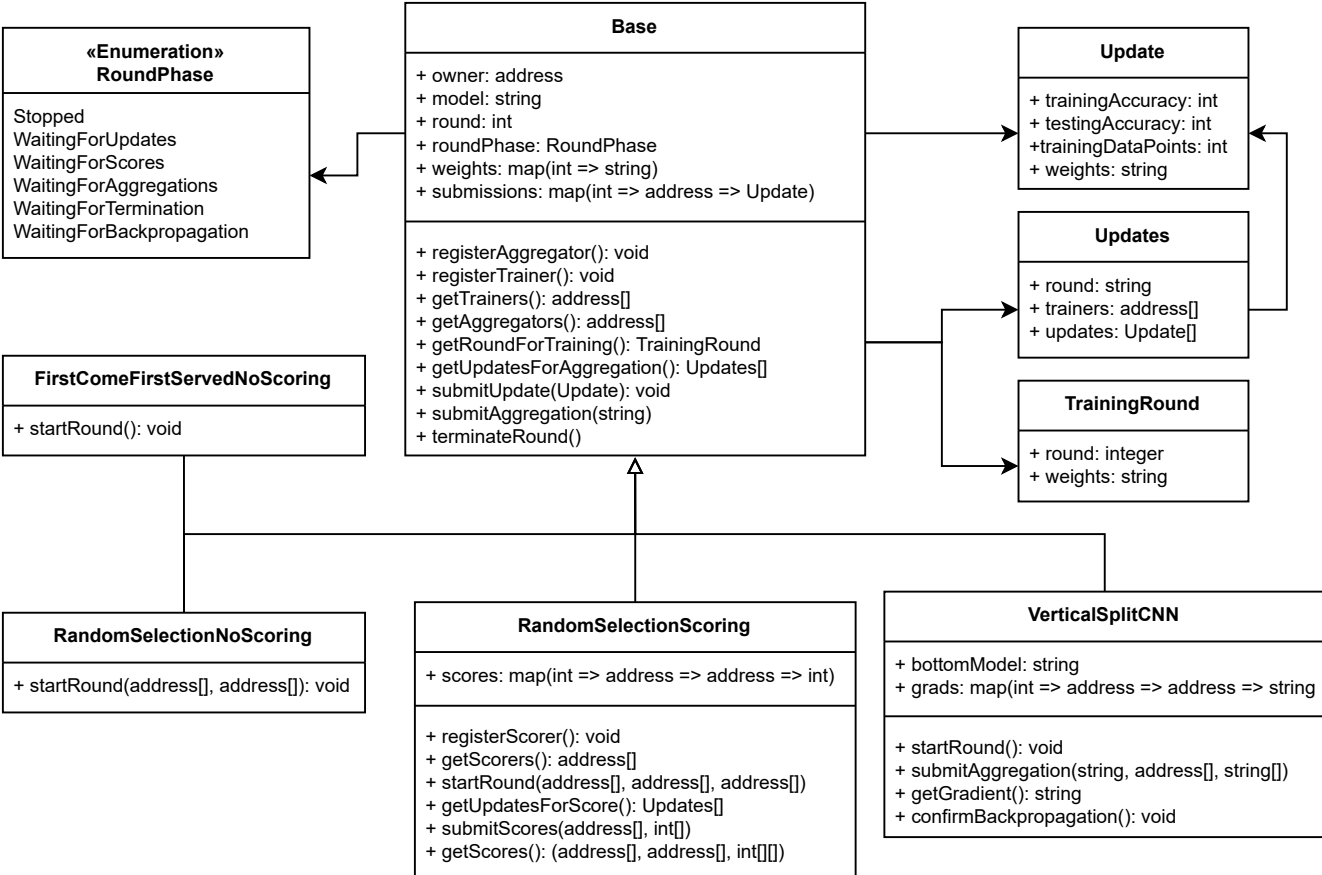 «Enumeration»
RoundPhase
Stopped
WaitingForUpdates
WaitingForScores
WaitingForAggregations
WaitingForTermination
WaitingForBackpropagation
Base
+ owner: address
+ model: string
+ round: int
+ roundPhase: RoundPhase
+ weights: map(int => string)
+ submissions: map(int => address => Update)
+ registerAggregator(): void
+ registerTrainer(): void
+ getTrainers(): address[]
+ getAggregators(): address[]
+ getRoundForTraining(): TrainingRound
+ getUpdatesForAggregation(): Updates[]
+ submitUpdate(Update): void
+ submitAggregation(string)
+ terminateRound()
Update
+ trainingAccuracy: int
+ testingAccuracy: int
+trainingDataPoints: int
+ weights: string
Updates
+ round: string
+ trainers: address[]
+ updates: Update[]
TrainingRound
+ round: integer
+ weights: string
FirstComeFirstServedNoScoring
+ startRound(): void
RandomSelectionNoScoring
+ startRound(address[], address[]): void
RandomSelectionScoring
+ scores: map(int => address => address => int)
+ registerScorer(): void
+ getScorers(): address[]
+ startRound(address[], address[], address[])
+ getUpdatesForScore(): Updates[]
+ submitScores(address[], int[])
+ getScores(): (address[], address[], int[][])
VerticalSplitCNN
+ bottomModel: string
+ grads: map(int => address => address => string
+ startRound(): void
+ submitAggregation(string, address[], string[])
+ getGradient(): string
+ confirmBackpropagation(): void